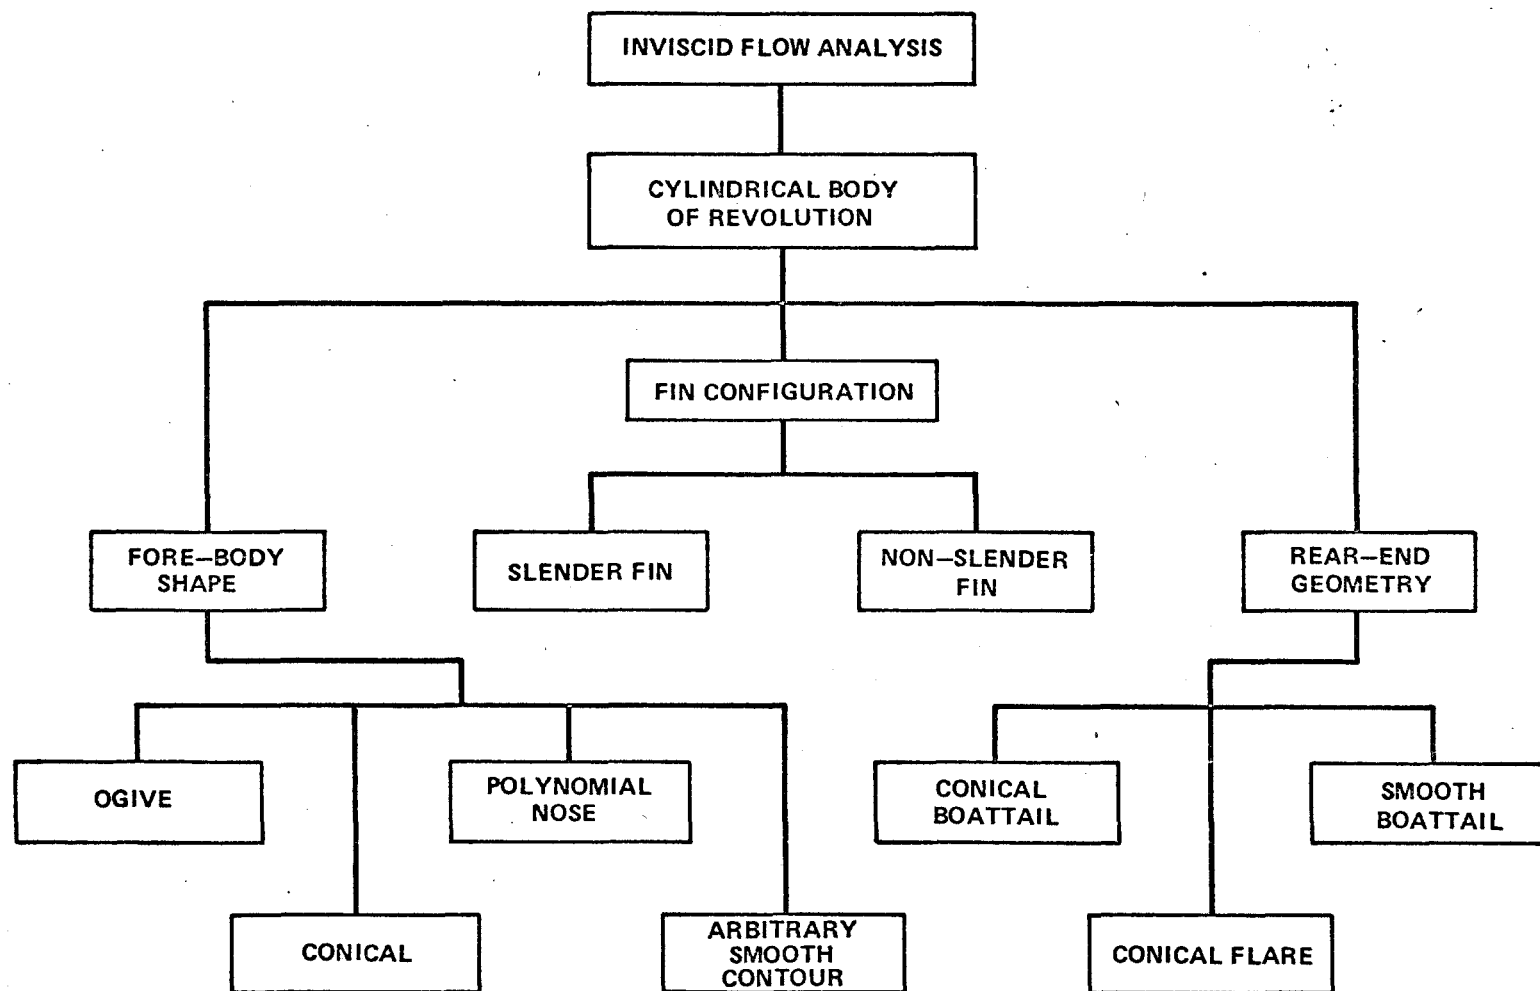 INVISCID FLOW ANALYSIS
CYLINDRICAL BODY
OF REVOLUTION
FIN CONFIGURATION
FORE–BODY
SHAPE
SLENDER FIN
NON–SLENDER
FIN
REAR–END
GEOMETRY
OGIVE
POLYNOMIAL
NOSE
CONICAL
BOATTAIL
SMOOTH
BOATTAIL
CONICAL
ARBITRARY
SMOOTH
CONTOUR
CONICAL FLARE